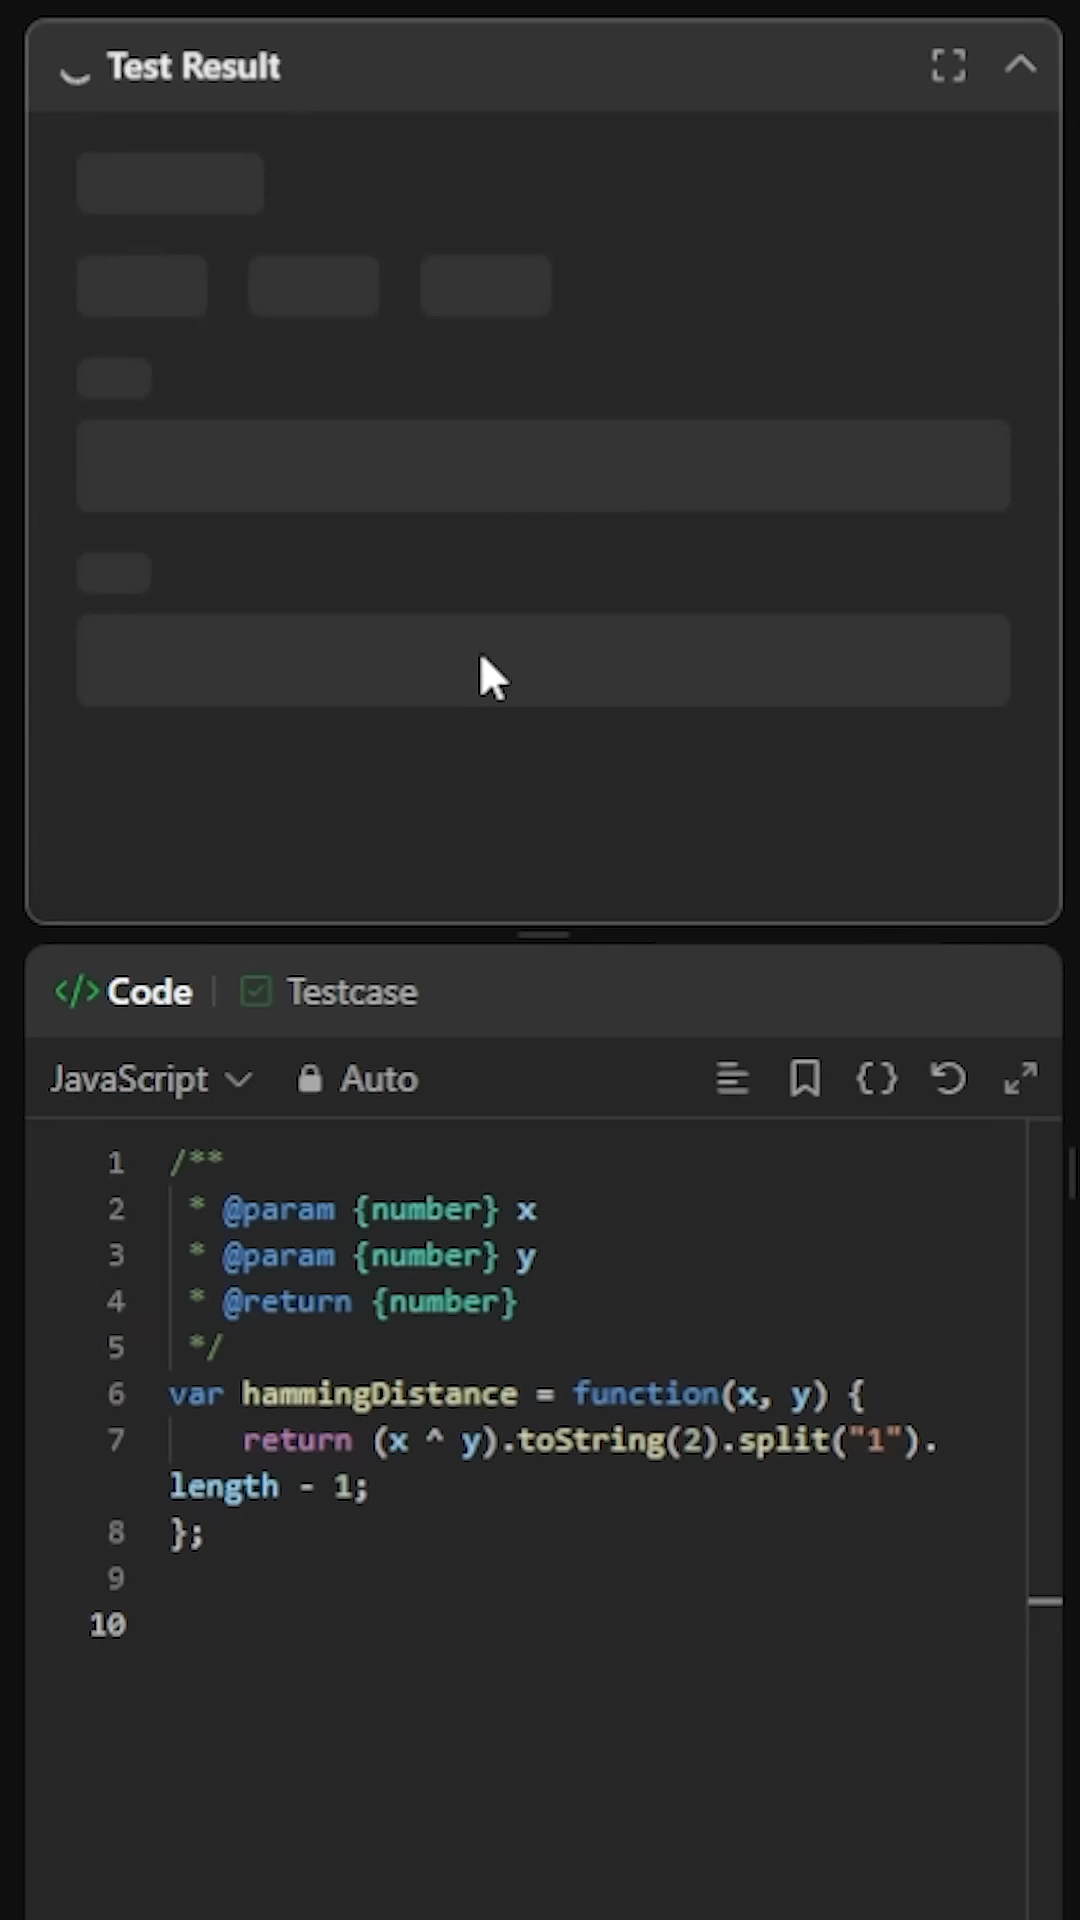 Test Result
Code
Testcase
JavaScript
Auto
1 /**
2 * @param {number} x
3 * @param {number} y
4 * @return {number}
5 */
6 var hammingDistance = function(x, y) {
7 return (x ^ y).toString(2).split("1").
length - 1;
8 };
9
10